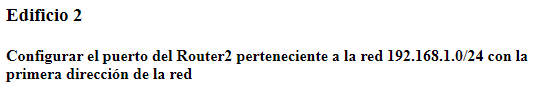 Edificio 2
Configurar el puerto del Router2 perteneciente a la red 192.168.1.0/24 con la
primera dirección de la red